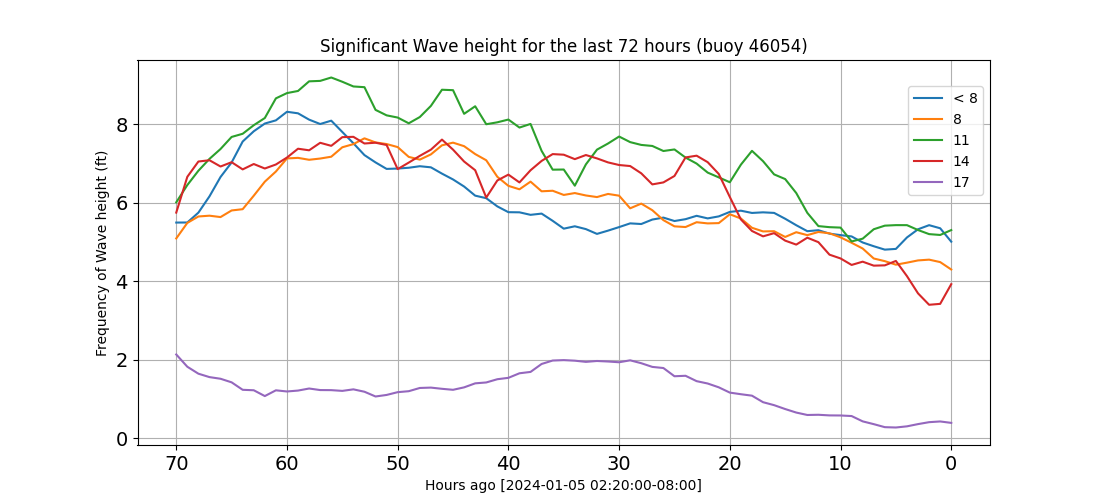 Significant Wave height for the last 72 hours (buoy 46054)
Frequency of Wave height (ft)
8
6
4
2
0
< 8
8
11
14
17
70 60 50 40 30 20 10 0
Hours ago [2024-01-05 02:20:00-08:00]